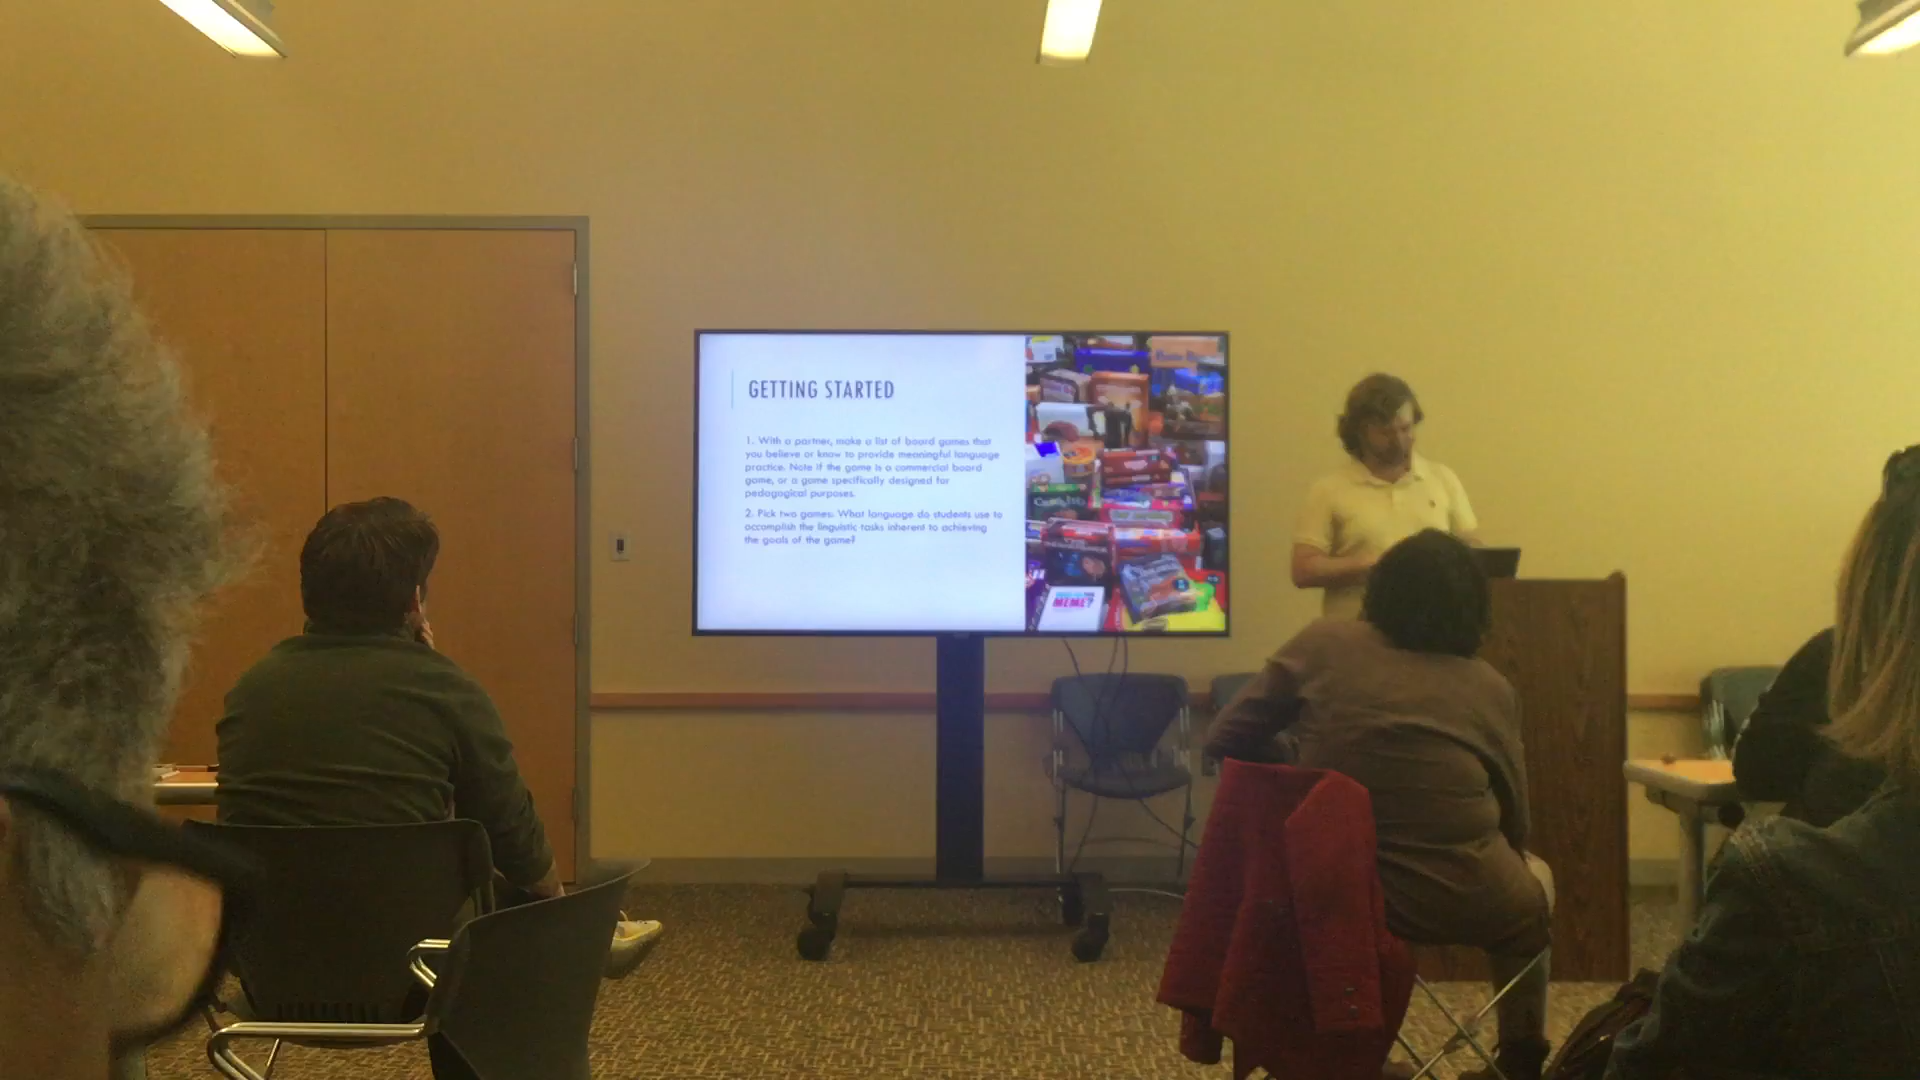 GETTING STARTED
1. With a partner, make a list of board games that
you believe or know to provide meaningful language
practice. Note if the game is a commercial board
game, or a game specifically designed for
pedagogical purposes.
2. Pick two games. What language do students use to
accomplish the linguistic tasks inherent to achieving
the goals of the game?
MEME?